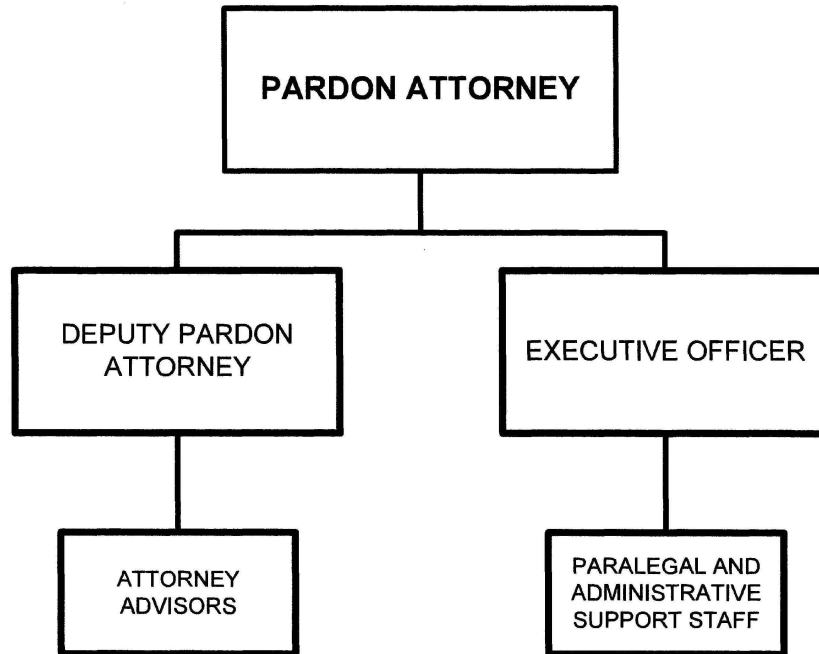 PARDON ATTORNEY
DEPUTY PARDON
ATTORNEY
EXECUTIVE OFFICER
ATTORNEY
ADVISORS
PARALEGAL AND
ADMINISTRATIVE
SUPPORT STAFF